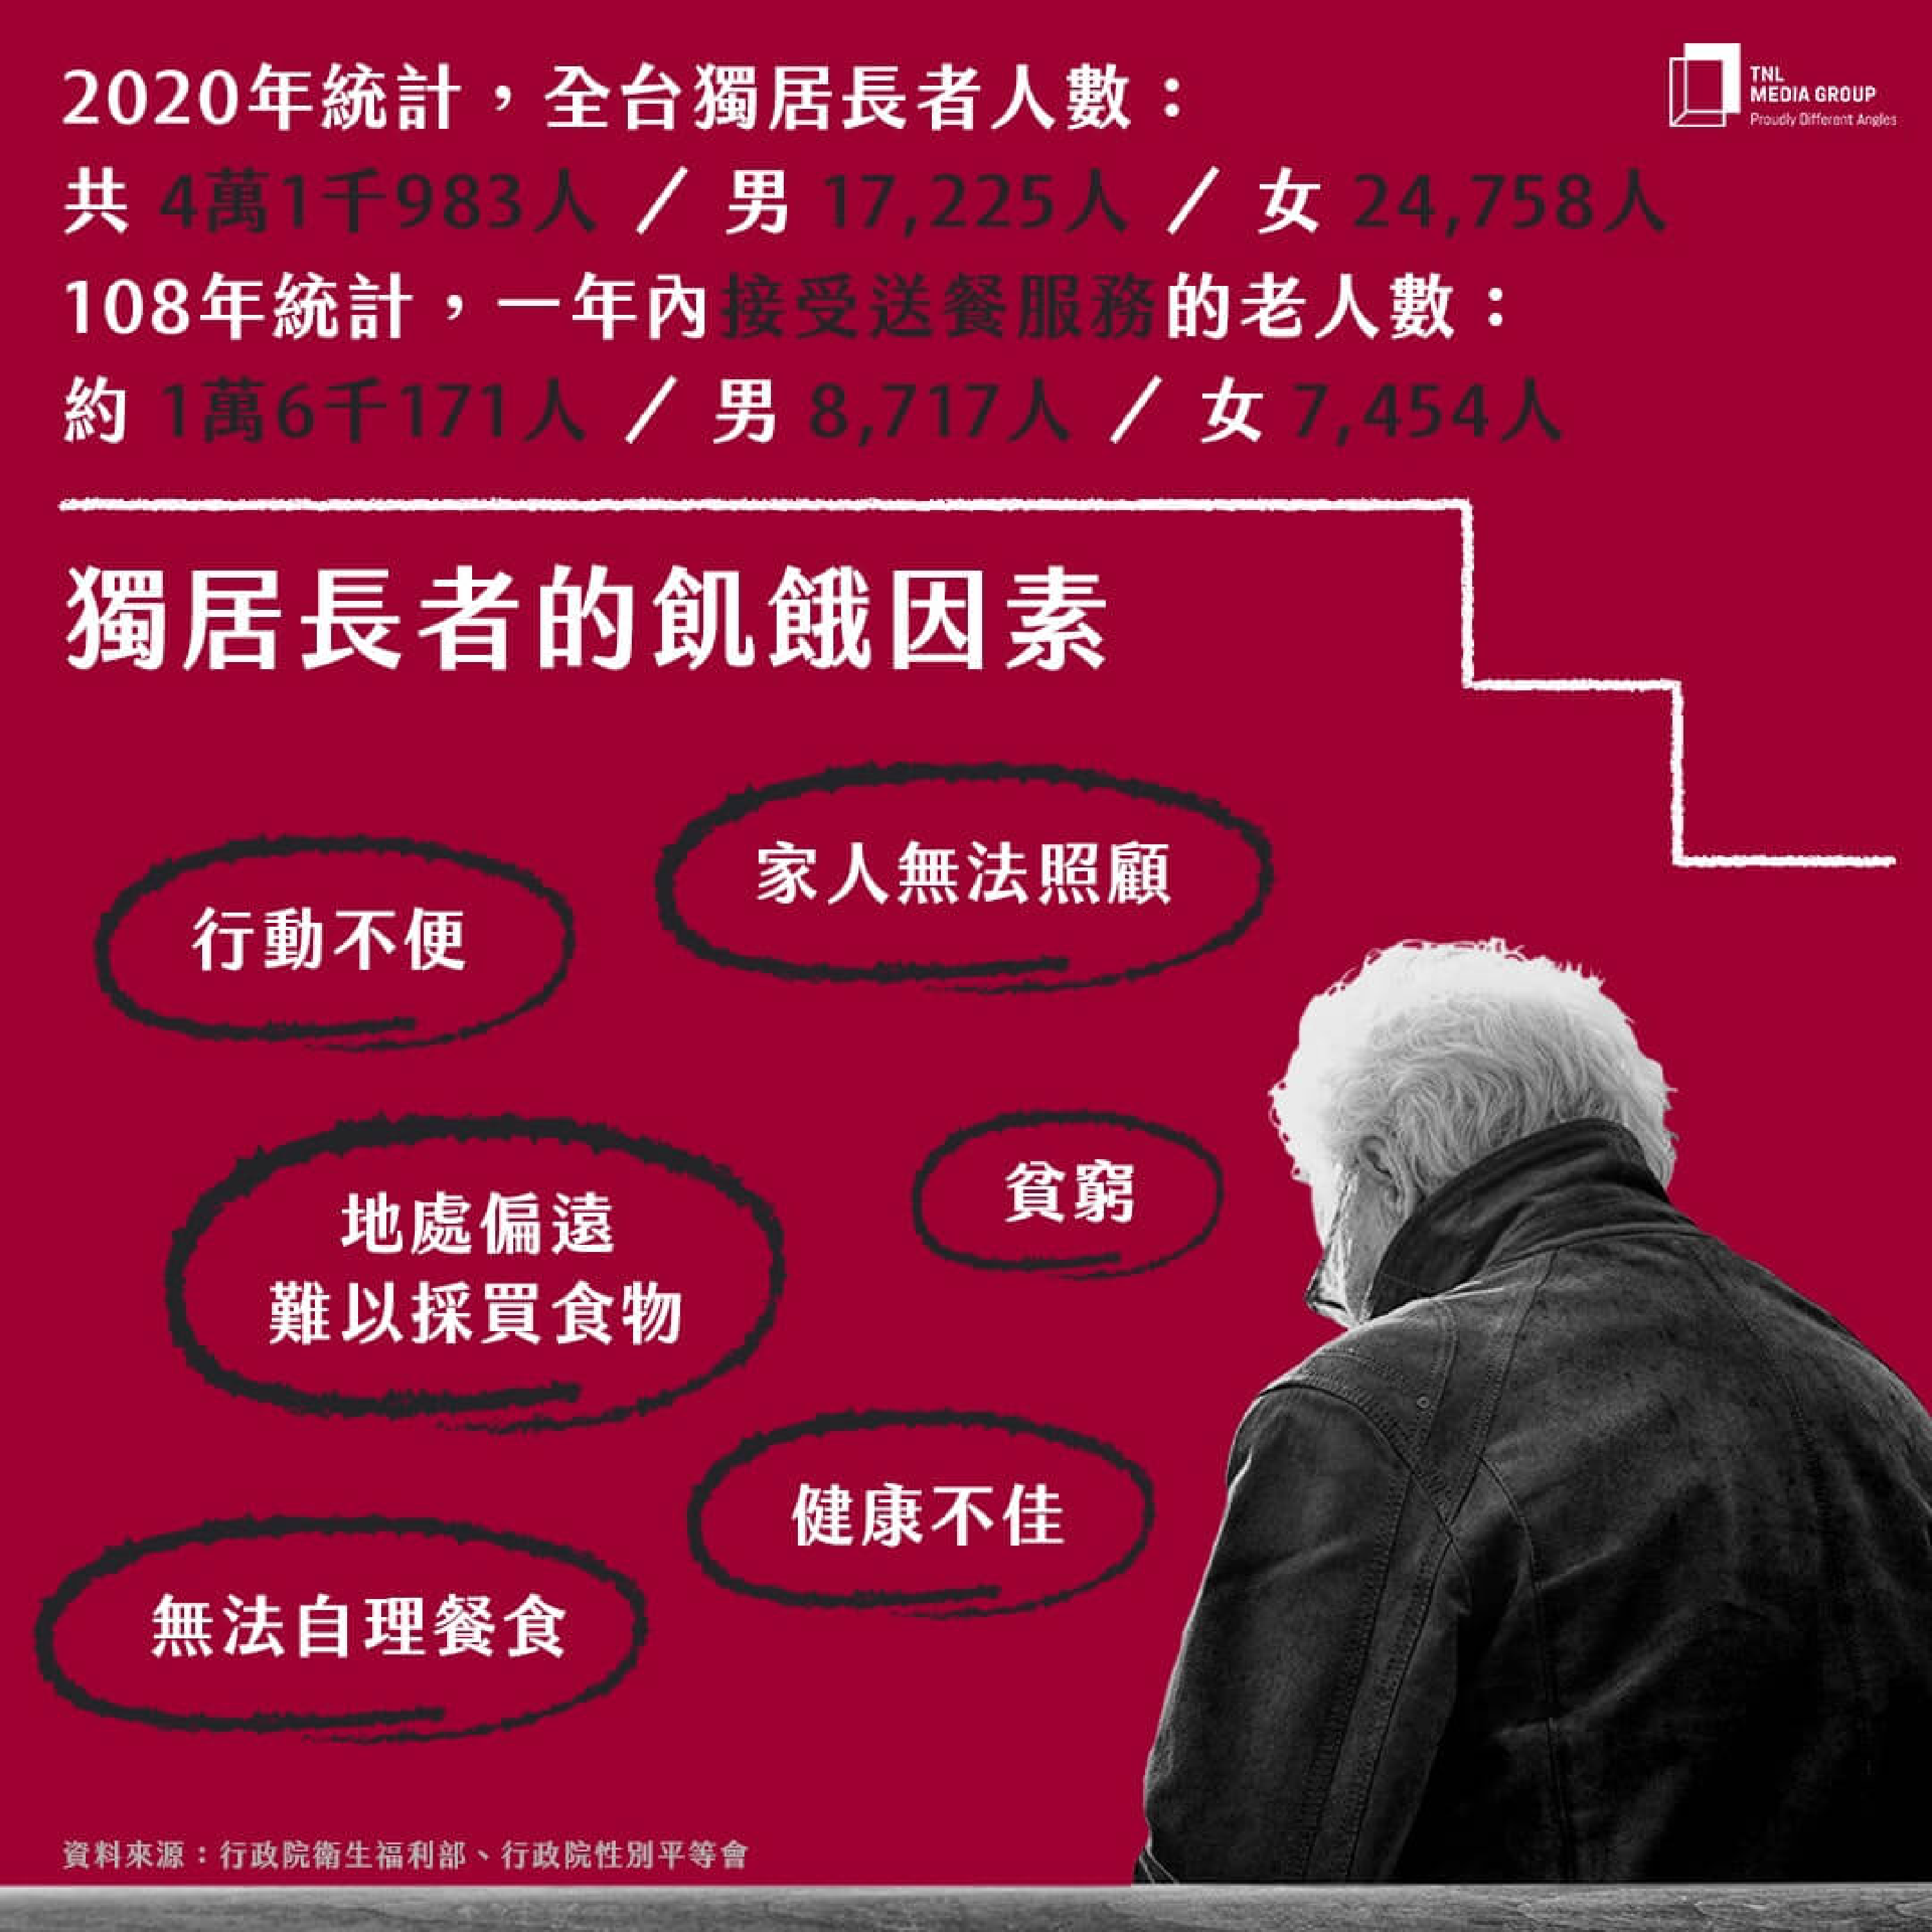 2020年統計，全台獨居長者人數：
TNL
MEDIA GROUP
Proudly Different Angles
共 4萬1千983人 / 男 17,225人 / 女 24,758人
108年統計，一年內接受送餐服務的老人數：
約 1萬6千171人 / 男 8,717人 / 女 7,454人
獨居長者的飢餓因素
家人無法照顧
行動不便
貧窮
地處偏遠
難以採買食物
健康不佳
無法自理餐食
資料來源：行政院衛生福利部、行政院性別平等會